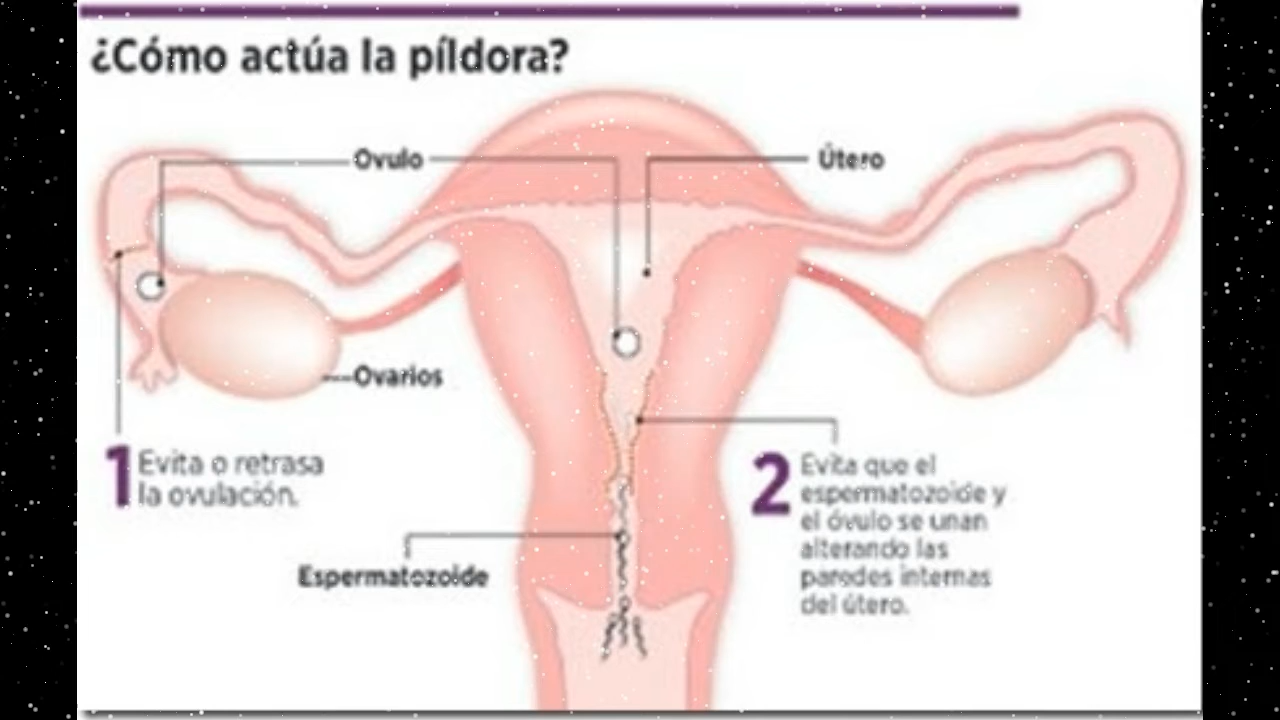 ¿Cómo actúa la píldora?
Ovulo
Útero
Ovarios
1 Evita o retrasa
la ovulación.
2 Evita que el
espermatozoide y
el óvulo se unan
alterando las
paredes internas
del útero.
Espermatozoide